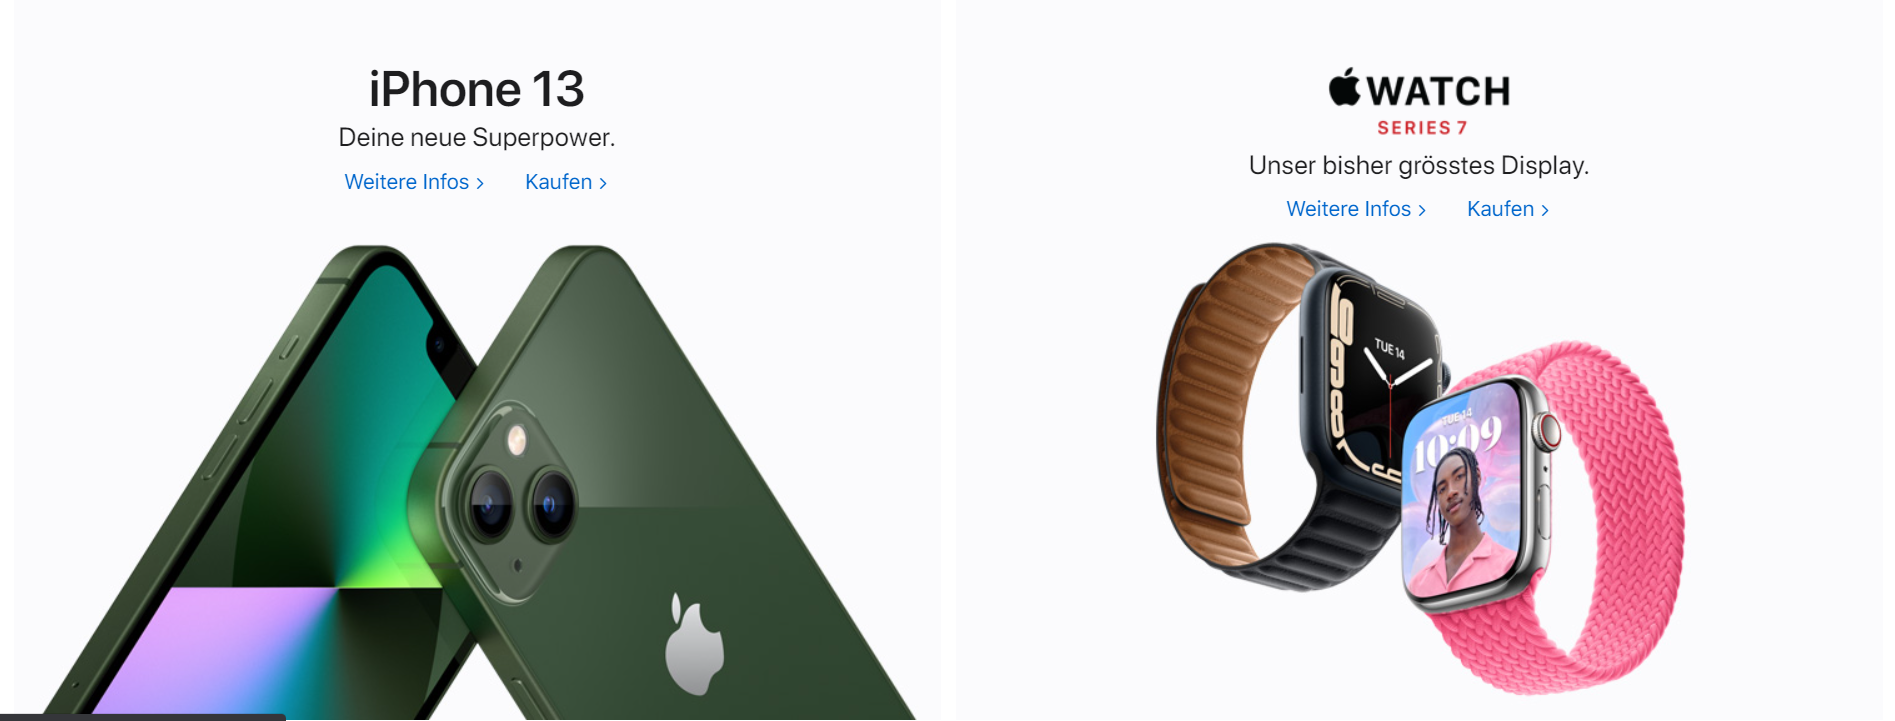 iPhone 13
Deine neue Superpower.
Weitere Infos >
Kaufen >
WATCH
SERIES 7
Unser bisher grösstes Display.
Weitere Infos >
Kaufen >
TUE 14
TUE 14
10:09